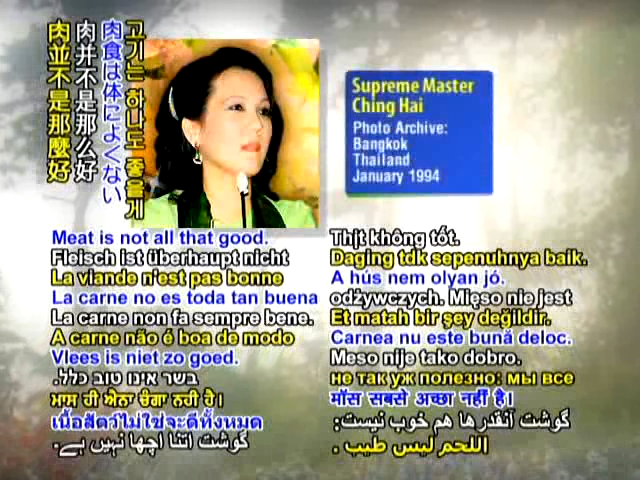 肉並不是那麼好
肉并不是那么好
肉食は体によくない
고기는 하나도 좋을게
Supreme Master
Ching Hai
Photo Archive:
Bangkok
Thailand
January 1994
Meat is not all that good.
Fleisch ist überhaupt nicht
La viande n'est pas bonne
La carne no es toda tan buena
La carne non fa sempre bene.
A carne não é boa de modo
Vlees is niet zo goed.
בשר אינו טוב כלל.
ਮਾਸ ਹੀ ਐਨਾ ਚੰਗਾ ਨਹੀ ਹੈ।
เนื้อสัตว์ไม่ใช่จะดีทั้งหมด
گوشت اتنا اچھا نہیں ہے۔
Thịt không tốt.
Daging tdk sepenuhnya baik.
A hús nem olyan jó.
odżywczych. Mięso nie jest
Et matah bir şey değildir.
Carnea nu este bună deloc.
Meso nije tako dobro.
не так уж полезно: мы все
मॉस सबसे अच्छा नहीं है।
گوشت آنقدرها هم خوب نیست:
اللحم ليس طيب .